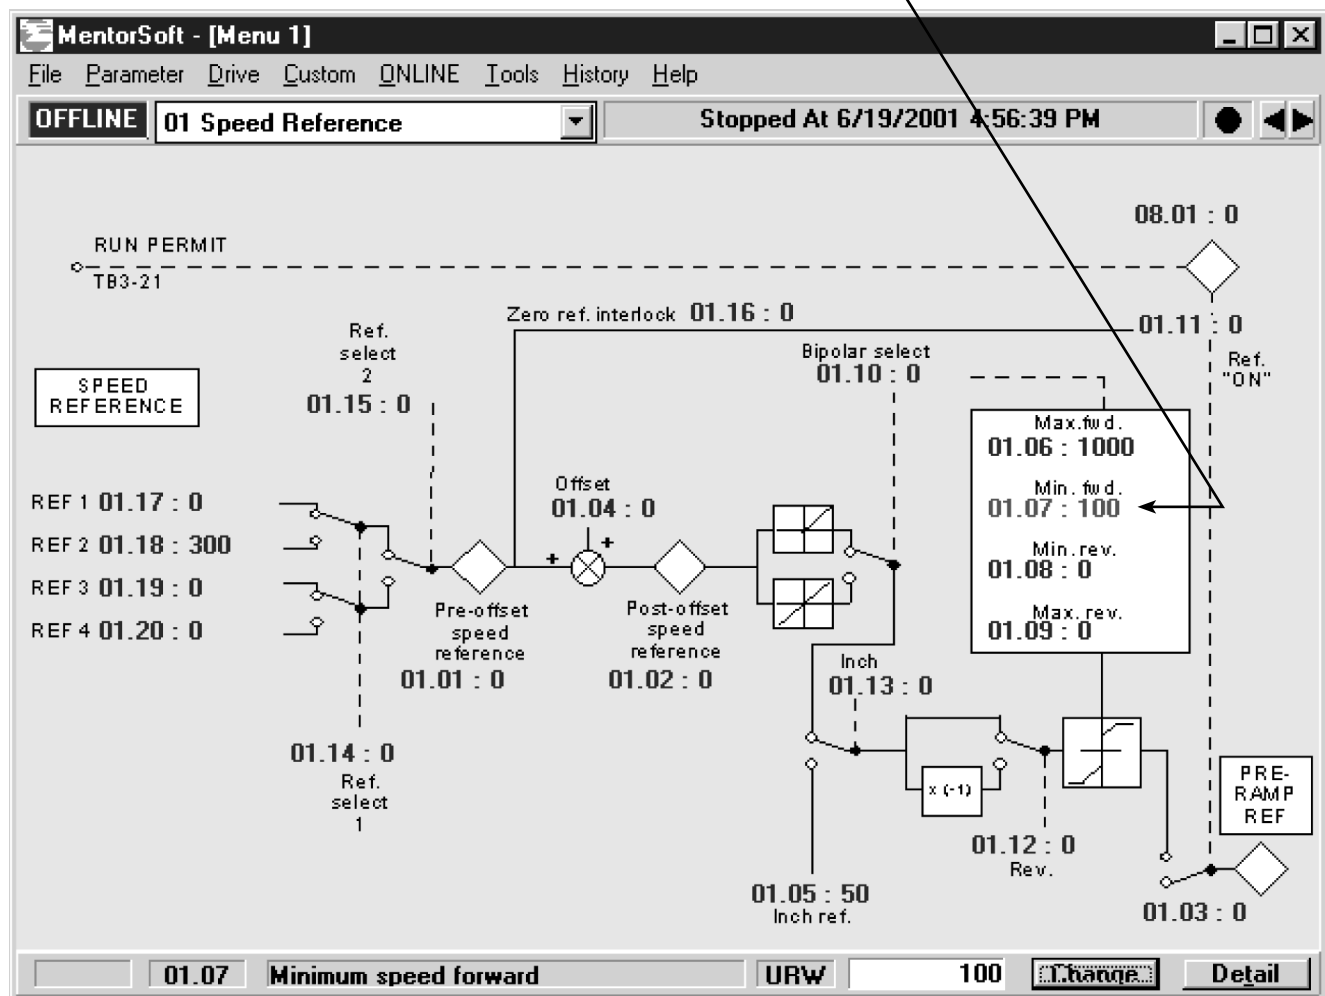 MentorSoft - [Menu 1]
File Parameter Drive Custom ONLINE Tools History Help
OFFLINE 01 Speed Reference Stopped At 6/19/2001 4:56:39 PM
08.01 : 0
RUN PERMIT
TB3-21
Zero ref. interlock 01.16 : 0
01.11 : 0
Ref.
"ON"
Ref.
select
2
01.15 : 0
Bipolar select
01.10 : 0
SPEED
REFERENCE
Max.fwd.
01.06 : 1000
Min. fwd.
01.07 : 100
Min.rev.
01.08 : 0
Max.rev.
01.09 : 0
REF 1 01.17 : 0
REF 2 01.18 : 300
REF 3 01.19 : 0
REF 4 01.20 : 0
Offset
01.04 : 0
+
+
Pre-offset
speed
reference
01.01 : 0
Post-offset
speed
reference
01.02 : 0
Inch
01.13 : 0
01.14 : 0
Ref.
select
1
x (-1)
01.12 : 0
Rev.
PRE-
RAMP
REF
01.05 : 50
Inch ref.
01.03 : 0
01.07 Minimum speed forward URW 100 Change Detail